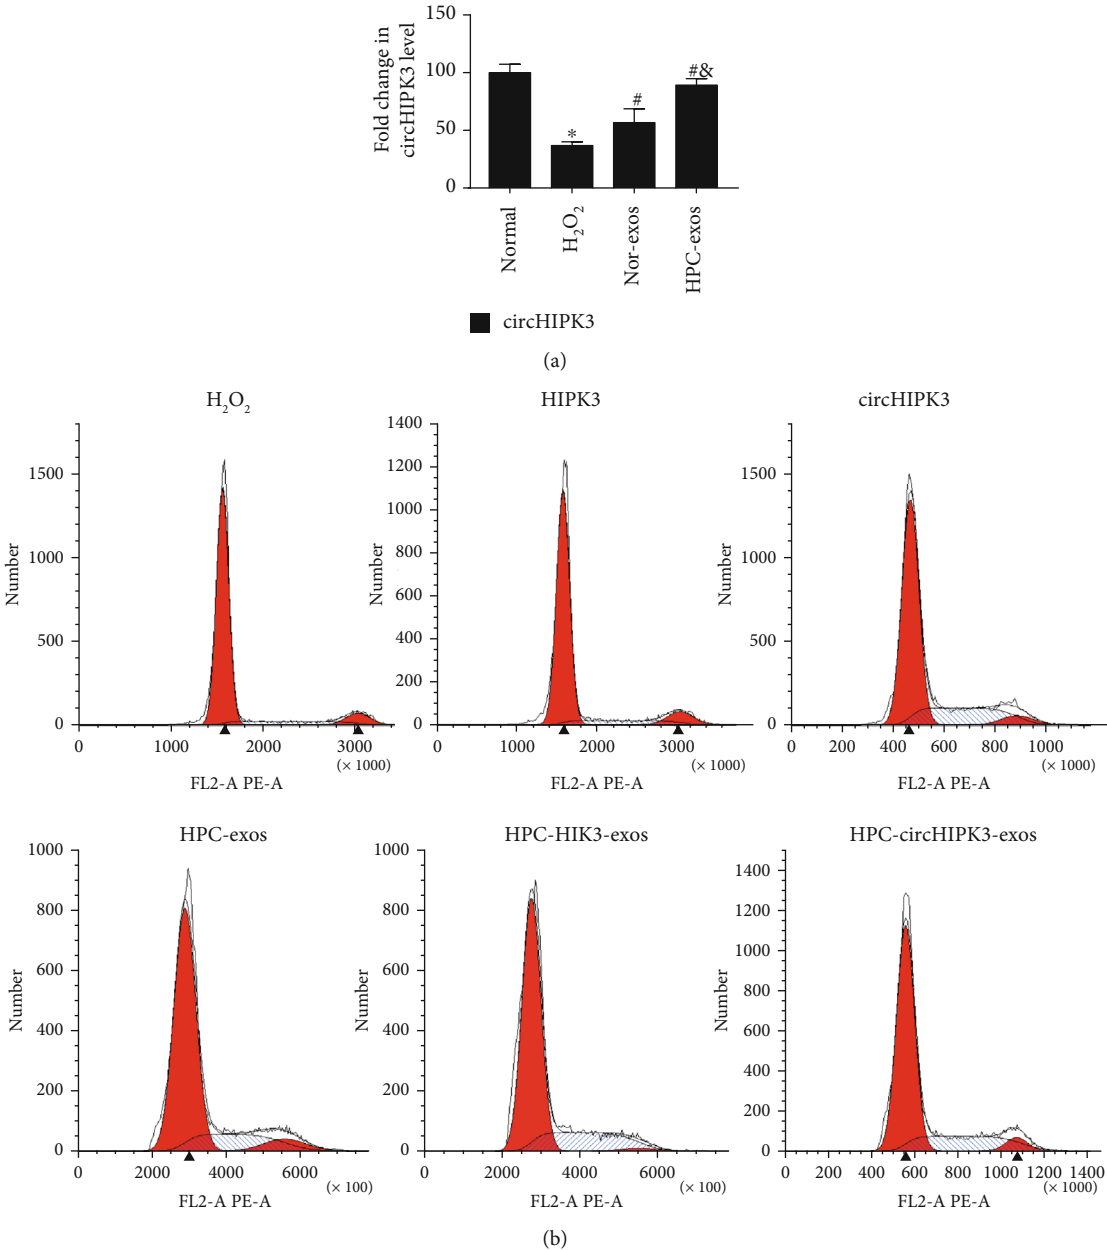 Fold change in
circHIPK3 level
150
100
50
0
*
#
#&
Normal
H₂O₂
Nor-exos
HPC-exos
circHIPK3
(a)
H₂O₂
Number
1500
1000
500
0
0 1000 2000 3000
(× 1000)
FL2-A PE-A
HIPK3
Number
1400
1200
1000
800
600
400
200
0
0 1000 2000 3000
(× 1000)
FL2-A PE-A
circHIPK3
Number
1500
1000
500
0
0 200 400 600 800 1000
(× 1000)
FL2-A PE-A
HPC-exos
Number
1000
800
600
400
200
0
0 2000 4000 6000
(× 100)
FL2-A PE-A
HPC-HIK3-exos
Number
1000
800
600
400
200
0
0 2000 4000 6000
(× 100)
FL2-A PE-A
HPC-circHIPK3-exos
Number
1400
1200
1000
800
600
400
200
0
0 200 400 600 800 1000 1200 1400
(× 1000)
FL2-A PE-A
(b)